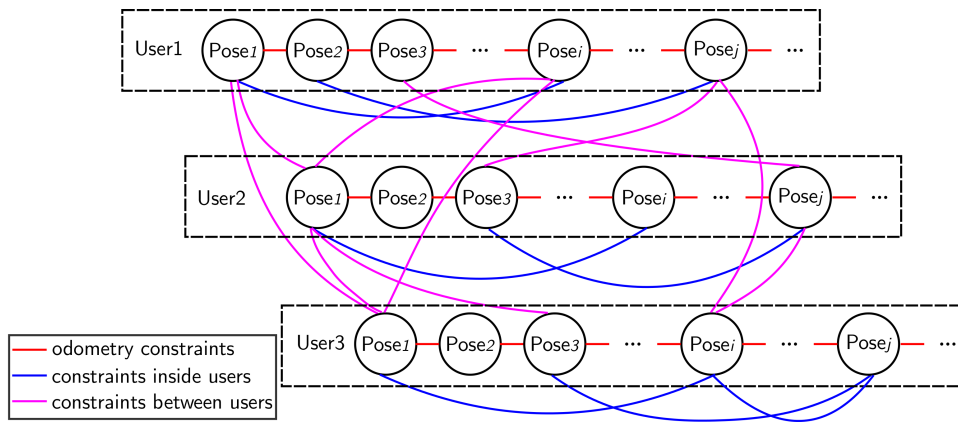 User1 Pose1 Pose2 Pose3 ... Posei ... Posej ...
User2 Pose1 Pose2 Pose3 ... Posei ... Posej ...
User3 Pose1 Pose2 Pose3 ... Posei ... Posej ...
odometry constraints
constraints inside users
constraints between users